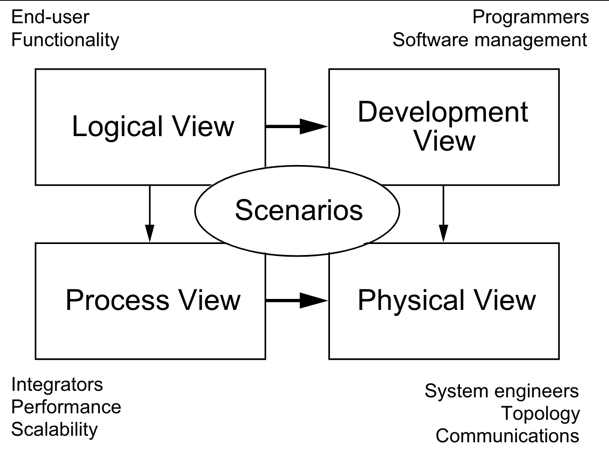 End-user
Functionality
Programmers
Software management
Logical View
Development
View
Scenarios
Process View
Physical View
Integrators
Performance
Scalability
System engineers
Topology
Communications